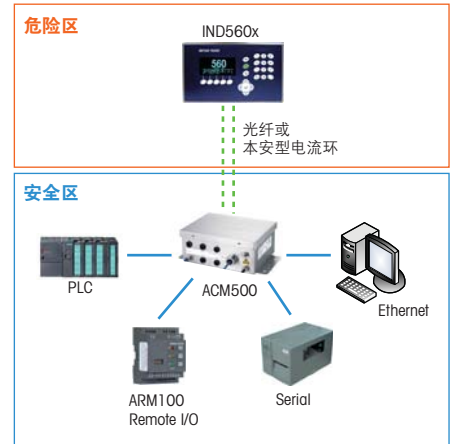 危险区
IND560x
560
光纤或
本安型电流环
安全区
PLC
ACM500
Ethernet
ARM100
Remote I/O
Serial